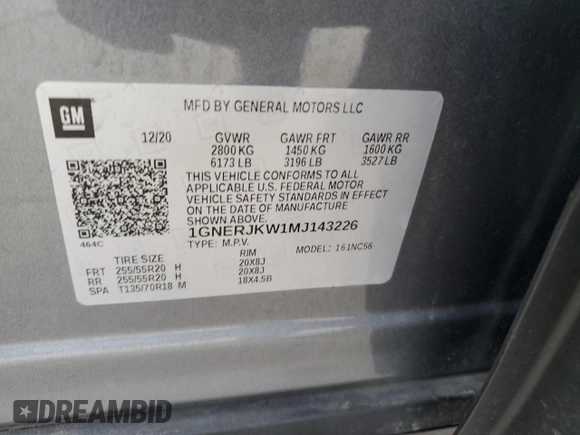 GM
MFD BY GENERAL MOTORS LLC
12/20 GVWR GAWR FRT GAWR RR
2800 KG 1450 KG 1600 KG
6173 LB 3196 LB 3527 LB
THIS VEHICLE CONFORMS TO ALL
APPLICABLE U.S. FEDERAL MOTOR
VEHICLE SAFETY STANDARDS IN EFFECT
ON THE DATE OF MANUFACTURE
SHOWN ABOVE.
1GNERJKW1MJ143226
464C
TYPE: M.P.V. MODEL: 161NC56
TIRE SIZE RIM
FRT 255/55R20 H 20X8J
RR 255/55R20 H 20X8J
SPA T135/70R18 M 18X4.5B
DREAMBID